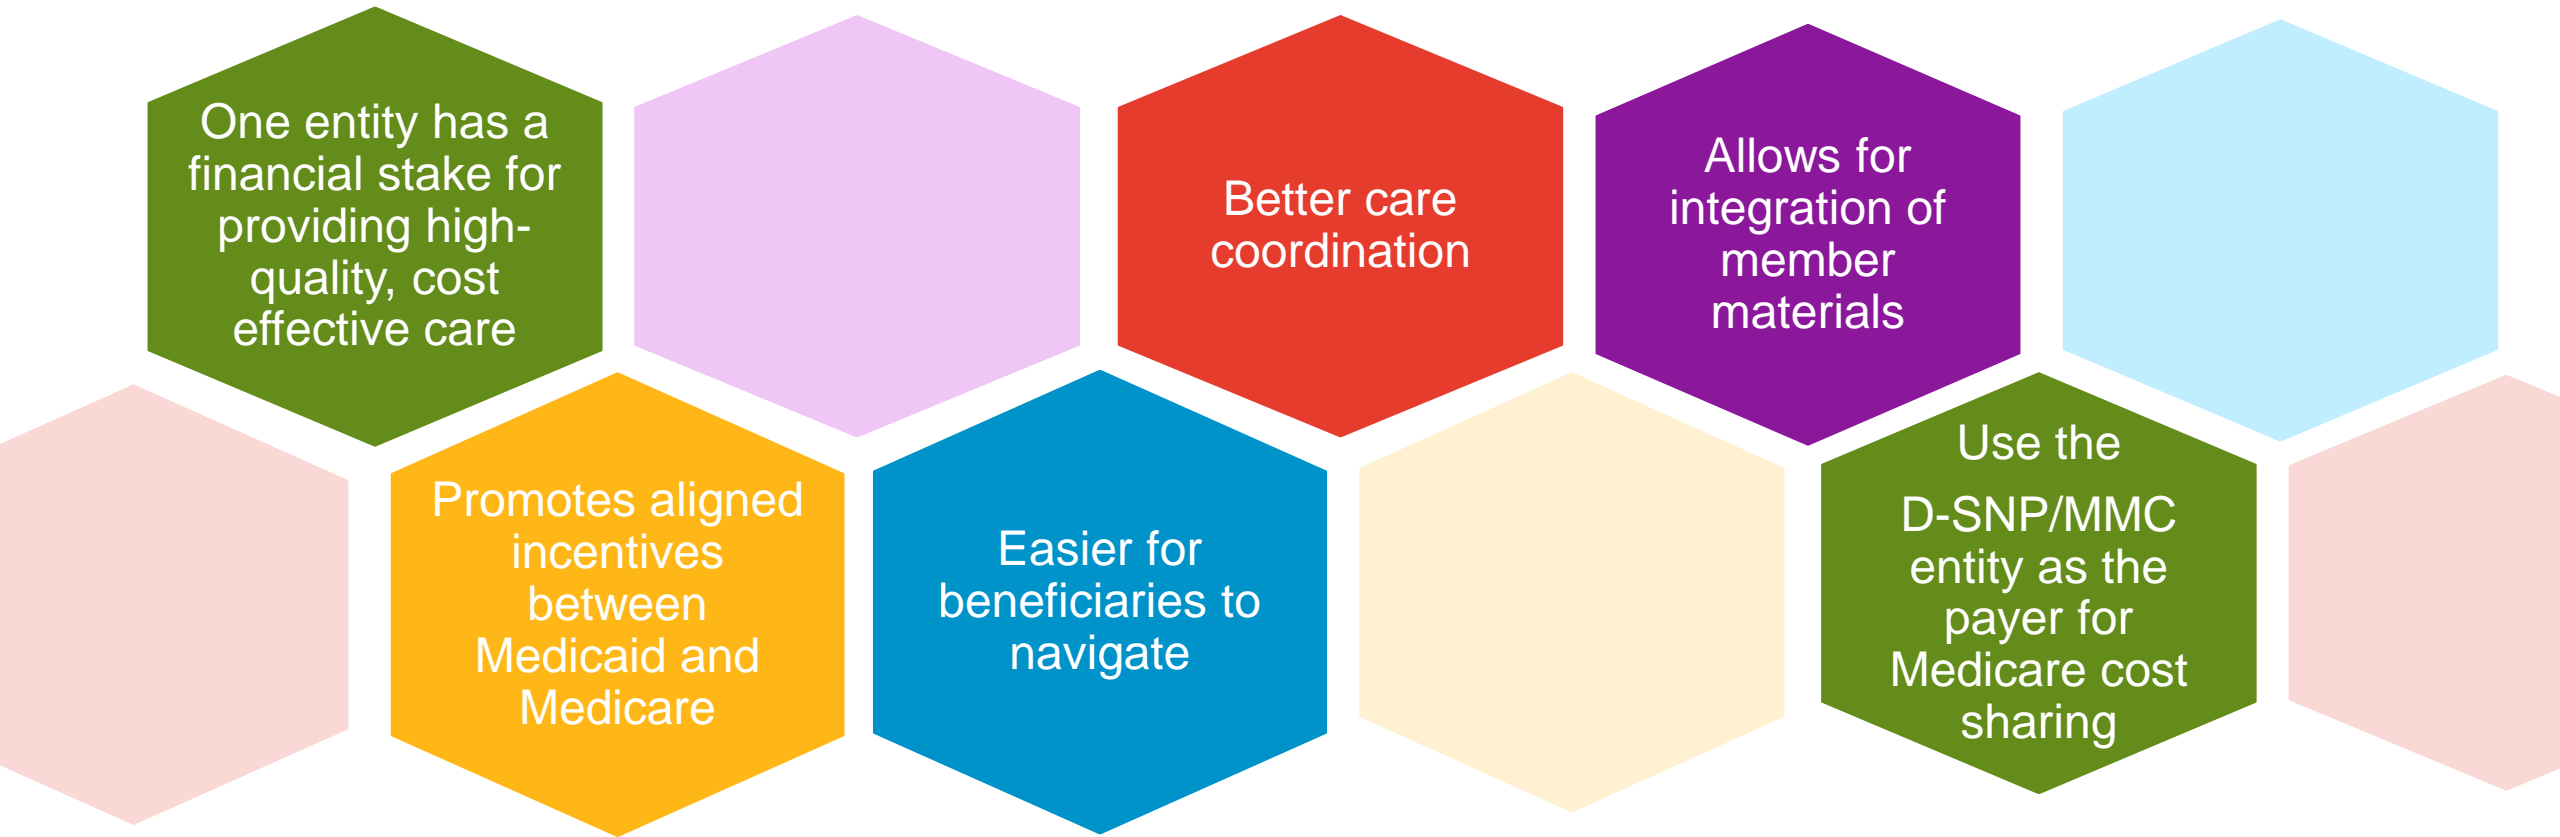 One entity has a
financial stake for
providing high-
quality, cost
effective care
Promotes aligned
incentives
between
Medicaid and
Medicare
Easier for
beneficiaries to
navigate
Better care
coordination
Allows for
integration of
member
materials
Use the
D-SNP/MMC
entity as the
payer for
Medicare cost
sharing